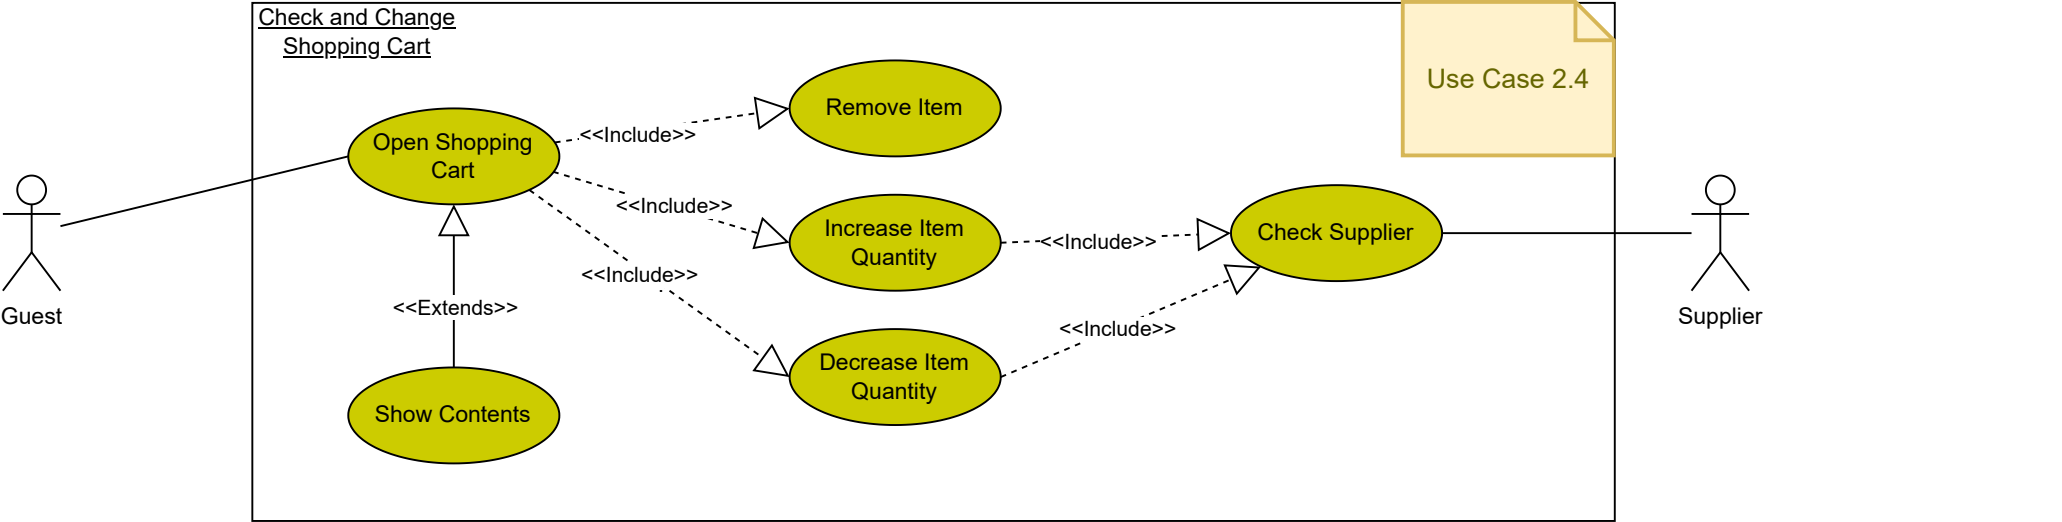 Check and Change
Shopping Cart
Use Case 2.4
Remove Item
<<Include>>
Open Shopping
Cart
<<Include>>
Increase Item
Quantity
<<Include>>
Check Supplier
<<Include>>
<<Extends>>
Guest
Supplier
<<Include>>
Decrease Item
Quantity
Show Contents